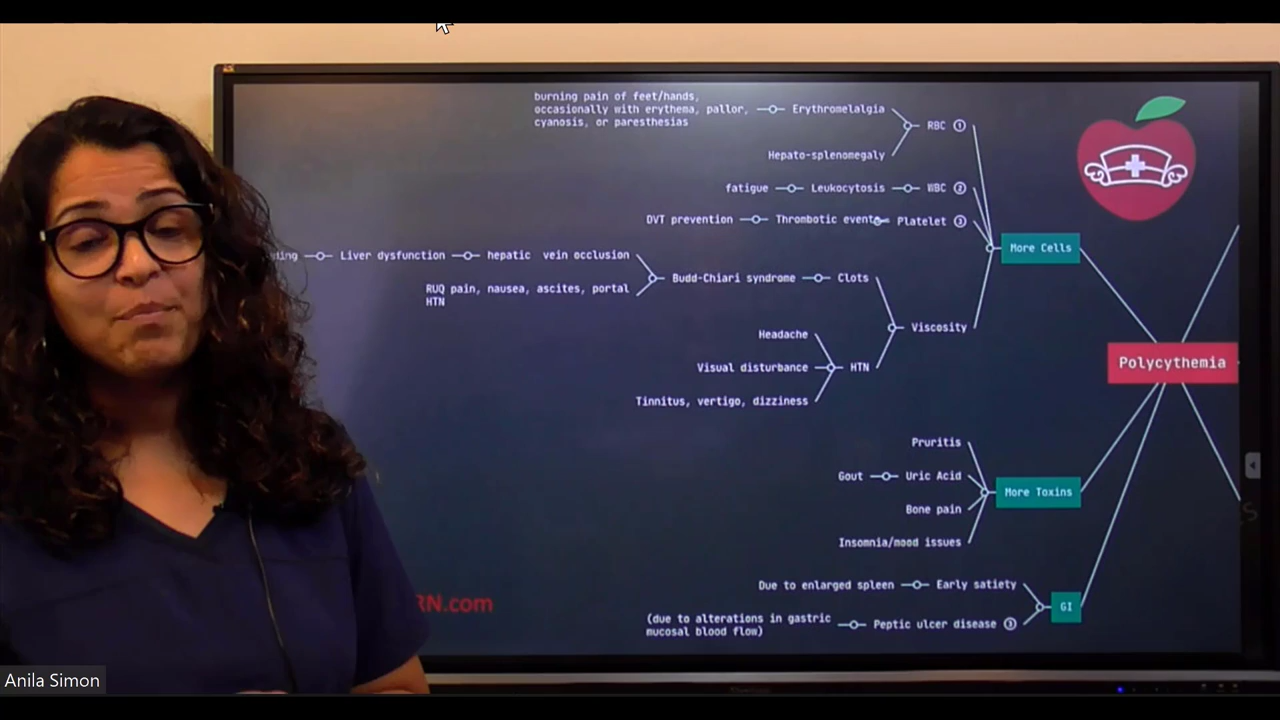 burning pain of feet/hands,
occasionally with erythema, pallor,
cyanosis, or paresthesias
Erythromelalgia
RBC 1
Hepato-splenomegaly
fatigue
Leukocytosis
WBC 2
DVT prevention
Thrombotic events
Platelet 3
More Cells
Liver dysfunction
hepatic vein occlusion
RUQ pain, nausea, ascites, portal
HTN
Budd-Chiari syndrome
Clots
Viscosity
Headache
Visual disturbance
HTN
Tinnitus, vertigo, dizziness
Polycythemia
Pruritis
Gout
Uric Acid
More Toxins
Bone pain
Insomnia/mood issues
Due to enlarged spleen
Early satiety
GI
(due to alterations in gastric
mucosal blood flow)
Peptic ulcer disease 3
RN.com
Anila Simon